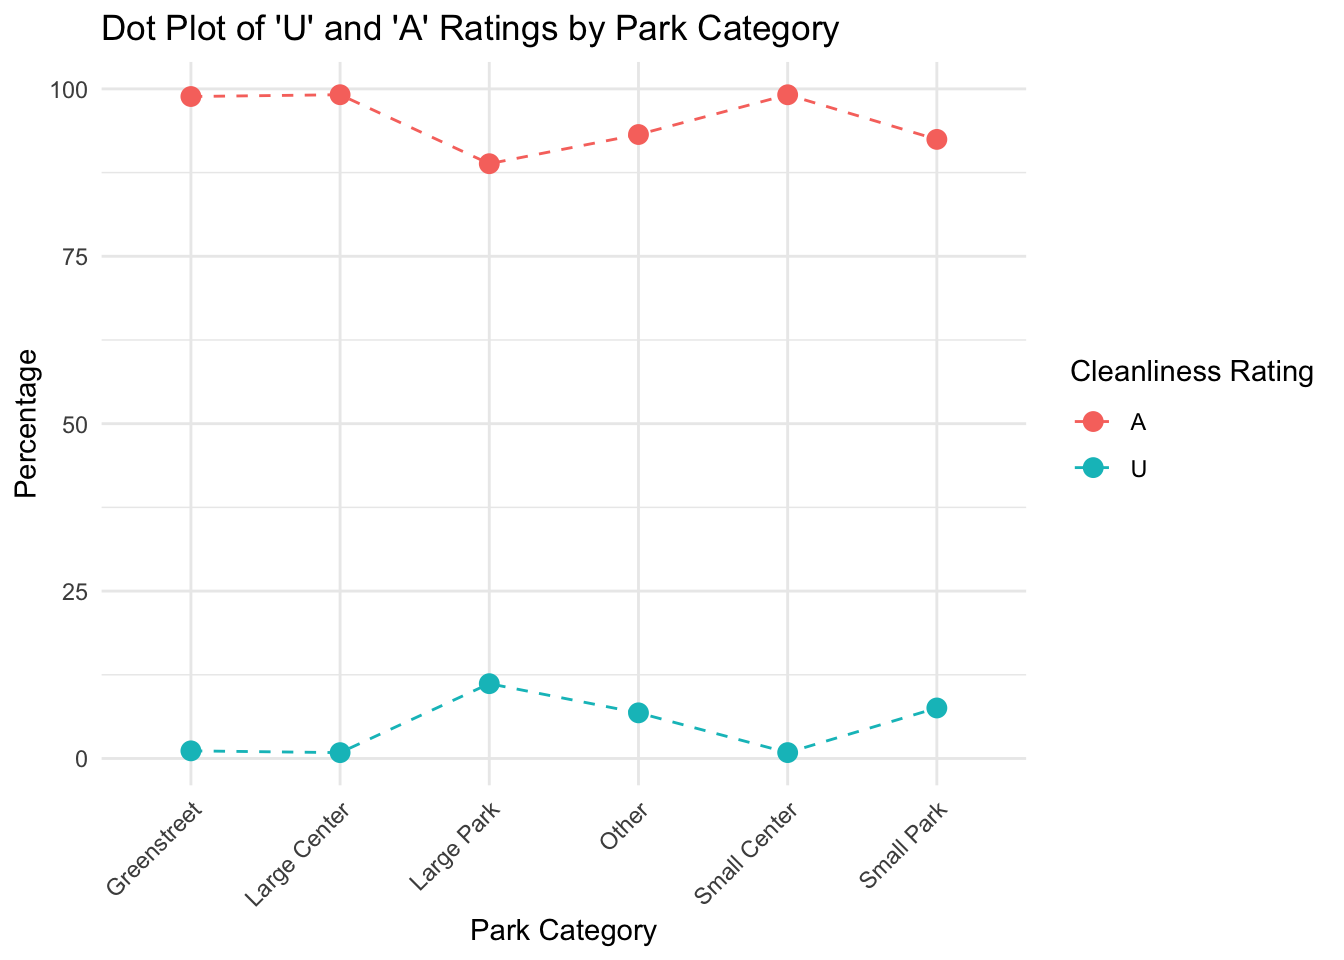 Dot Plot of 'U' and 'A' Ratings by Park Category
100
75
50
25
0
Percentage
Greenstreet
Large Center
Large Park
Other
Small Center
Small Park
Park Category
Cleanliness Rating
A
U